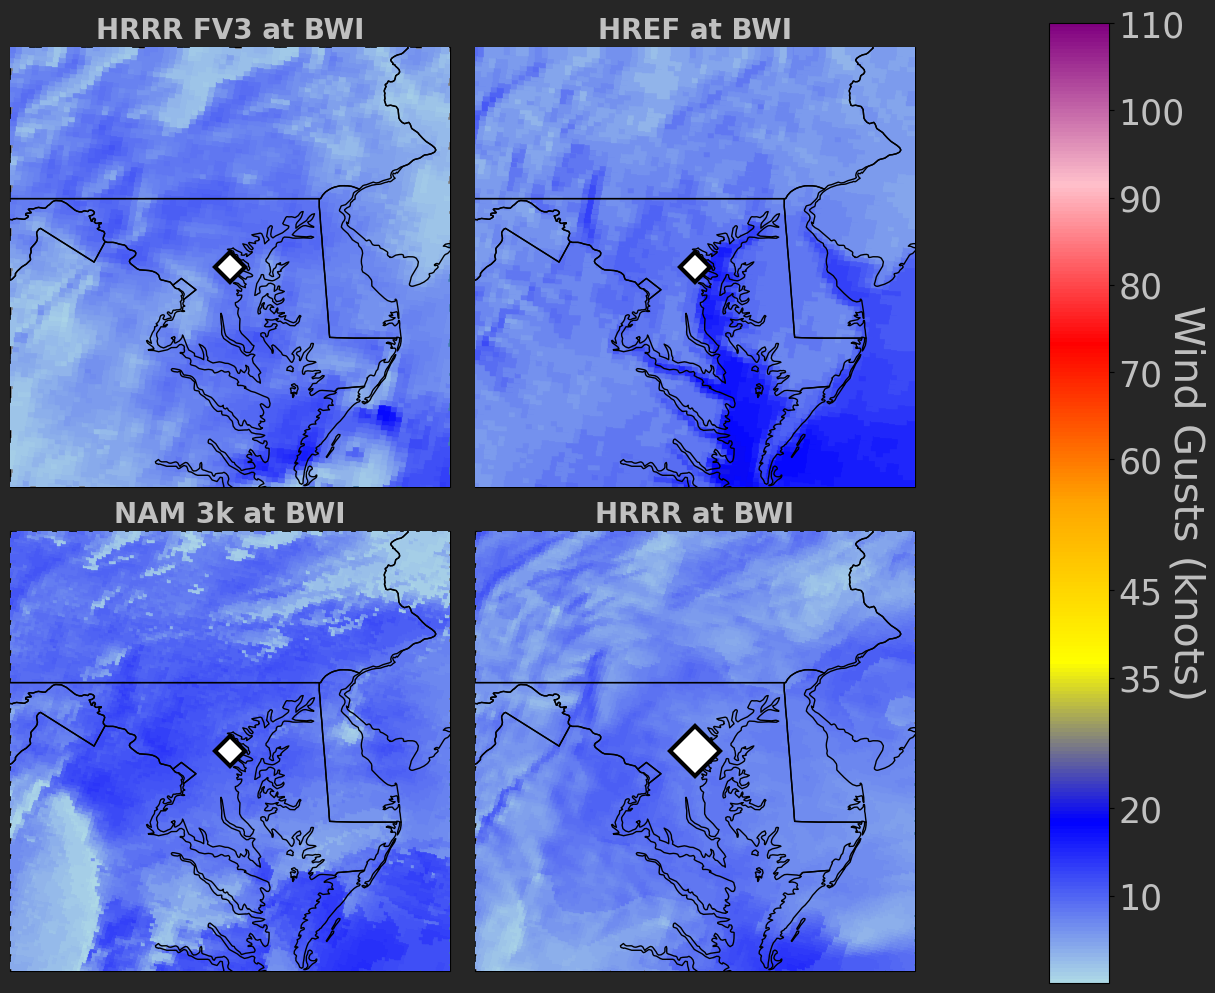 HRRR FV3 at BWI
HREF at BWI
NAM 3k at BWI
HRRR at BWI
110
100
90
80
70
60
45
35
20
10
Wind Gusts (knots)